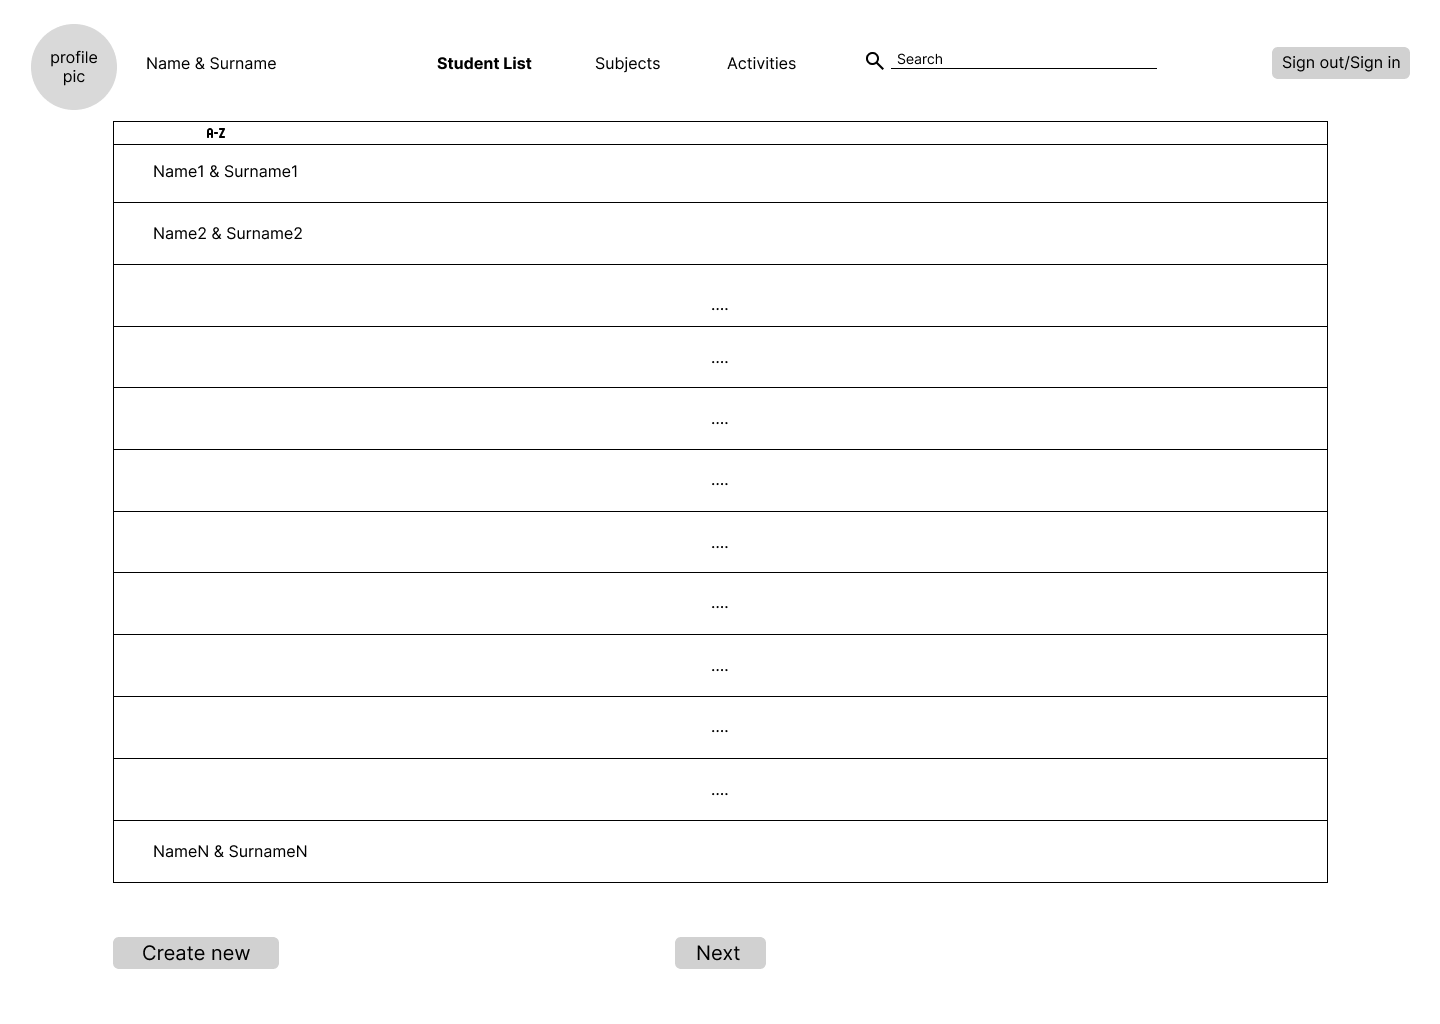 profile
pic
Name & Surname
Student List
Subjects
Activities
Search
Sign out/Sign in
A-Z
Name1 & Surname1
Name2 & Surname2
....
....
....
....
....
....
....
....
....
NameN & SurnameN
Create new
Next